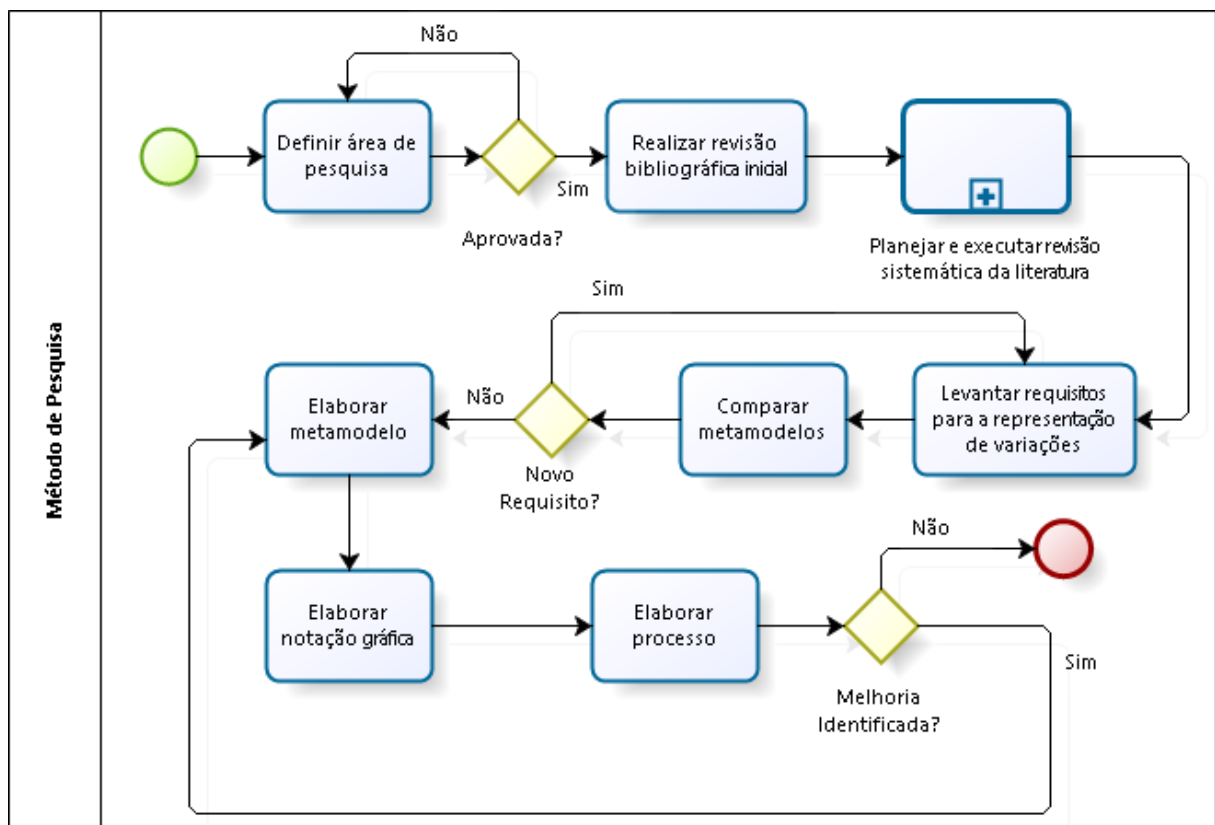 Método de Pesquisa
Não
Definir área de
pesquisa
Aprovada?
Sim
Realizar revisão
bibliográfica inicial
Planejar e executar revisão
sistemática da literatura
Sim
Levantar requisitos
para a representação
de variações
Comparar
metamodelos
Novo
Requisito?
Não
Elaborar
metamodelo
Elaborar
notação gráfica
Elaborar
processo
Melhoria
Identificada?
Não
Sim